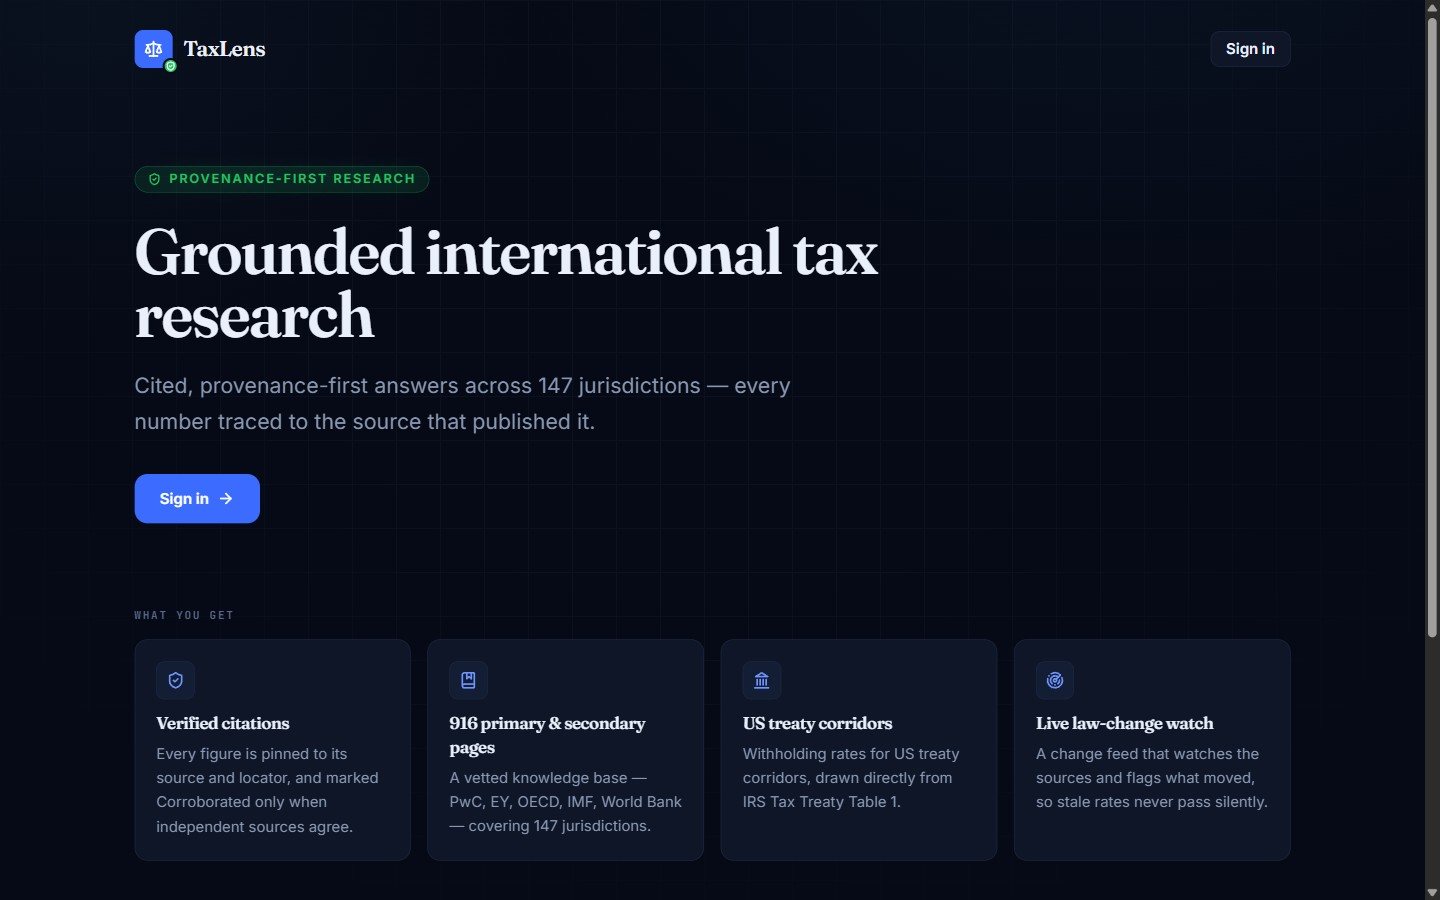 TaxLens
Sign in
PROVENANCE-FIRST RESEARCH
Grounded international tax
research
Cited, provenance-first answers across 147 jurisdictions — every
number traced to the source that published it.
Sign in →
WHAT YOU GET
Verified citations
Every figure is pinned to its
source and locator, and marked
Corroborated only when
independent sources agree.
916 primary & secondary
pages
A vetted knowledge base —
PwC, EY, OECD, IMF, World Bank
— covering 147 jurisdictions.
US treaty corridors
Withholding rates for US treaty
corridors, drawn directly from
IRS Tax Treaty Table 1.
Live law-change watch
A change feed that watches the
sources and flags what moved,
so stale rates never pass silently.